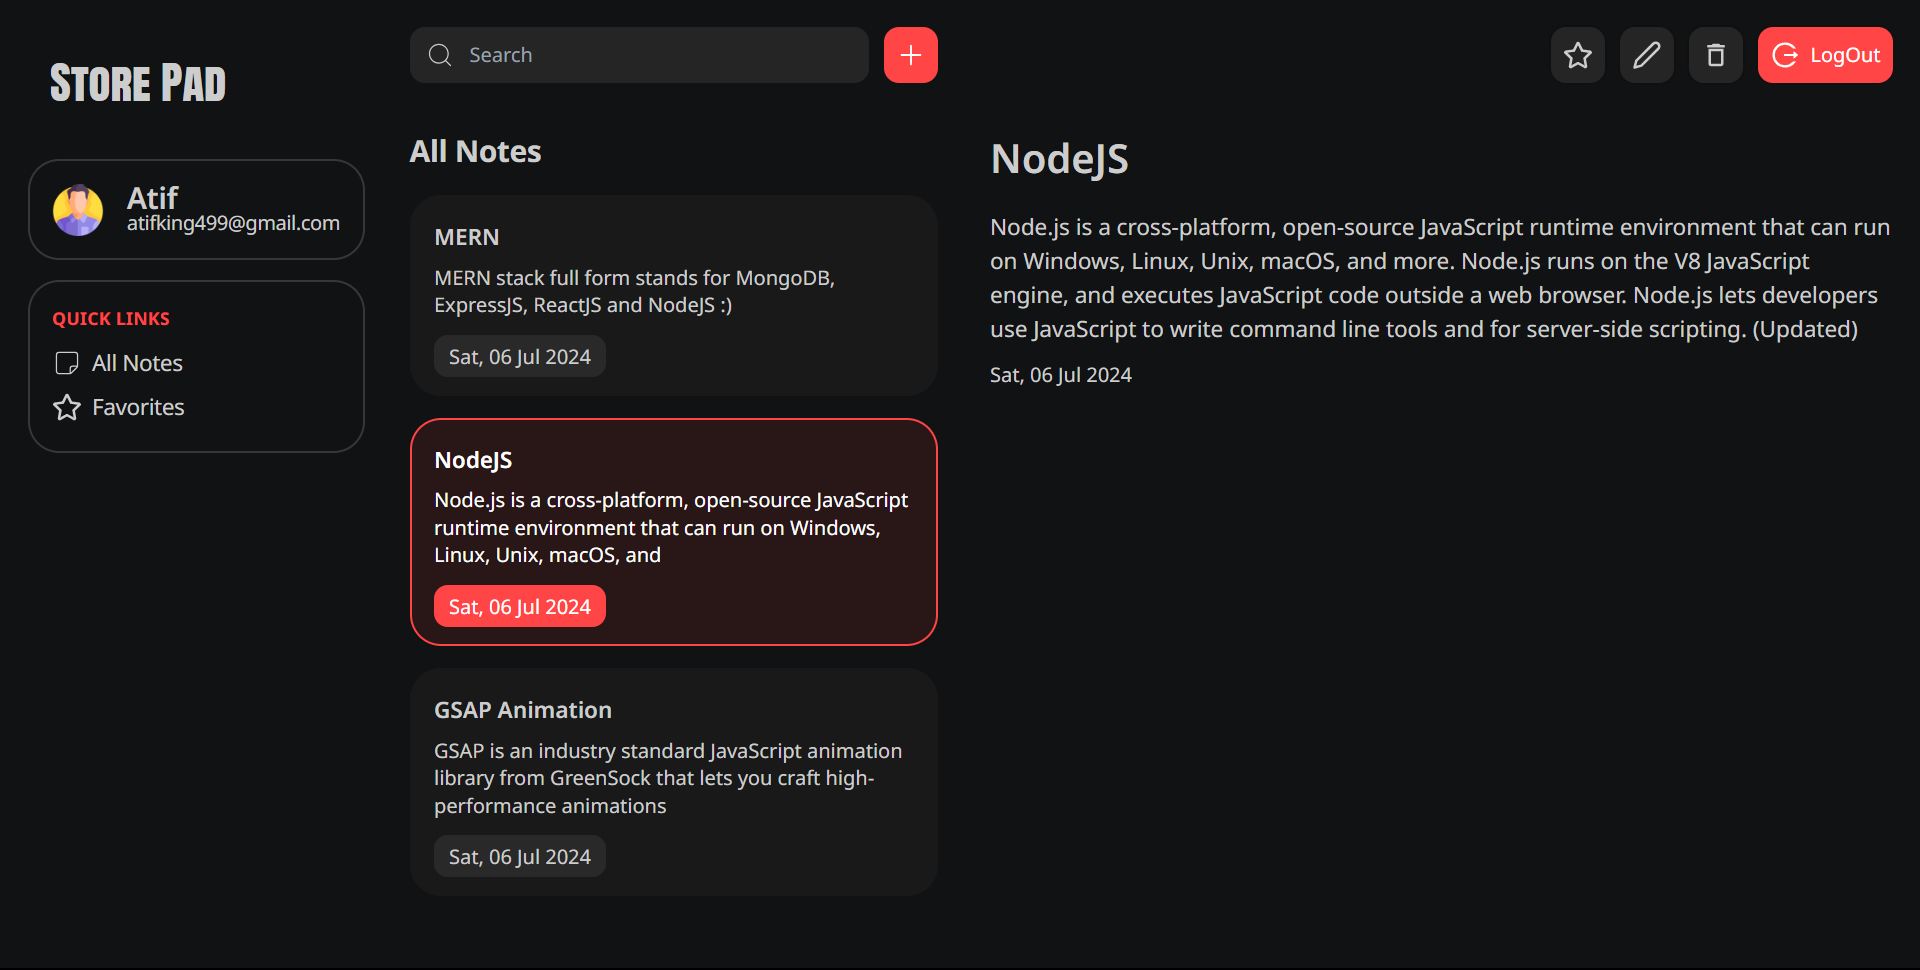 STORE PAD
Atif
atifking499@gmail.com
QUICK LINKS
All Notes
Favorites
Search
All Notes
MERN
MERN stack full form stands for MongoDB,
ExpressJS, ReactJS and NodeJS :)
Sat, 06 Jul 2024
NodeJS
Node.js is a cross-platform, open-source JavaScript
runtime environment that can run on Windows,
Linux, Unix, macOS, and
Sat, 06 Jul 2024
GSAP Animation
GSAP is an industry standard JavaScript animation
library from GreenSock that lets you craft high-
performance animations
Sat, 06 Jul 2024
LogOut
NodeJS
Node.js is a cross-platform, open-source JavaScript runtime environment that can run
on Windows, Linux, Unix, macOS, and more. Node.js runs on the V8 JavaScript
engine, and executes JavaScript code outside a web browser. Node.js lets developers
use JavaScript to write command line tools and for server-side scripting. (Updated)
Sat, 06 Jul 2024